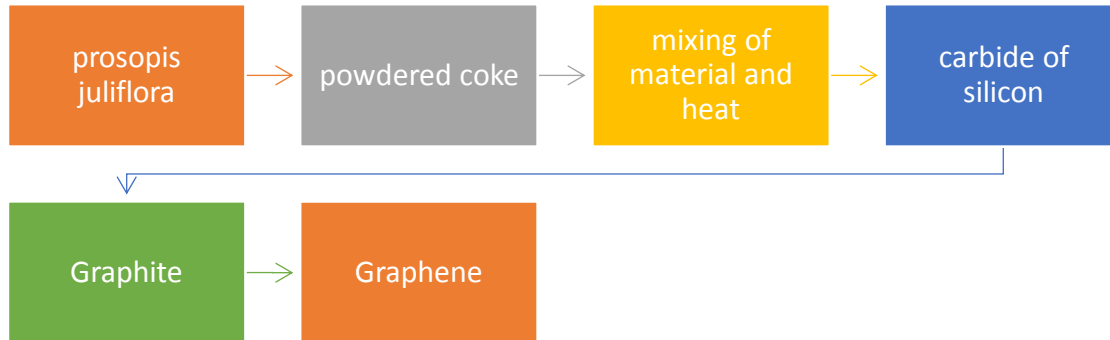 prosopis
juliflora
powdered coke
mixing of
material and
heat
carbide of
silicon
Graphite
Graphene